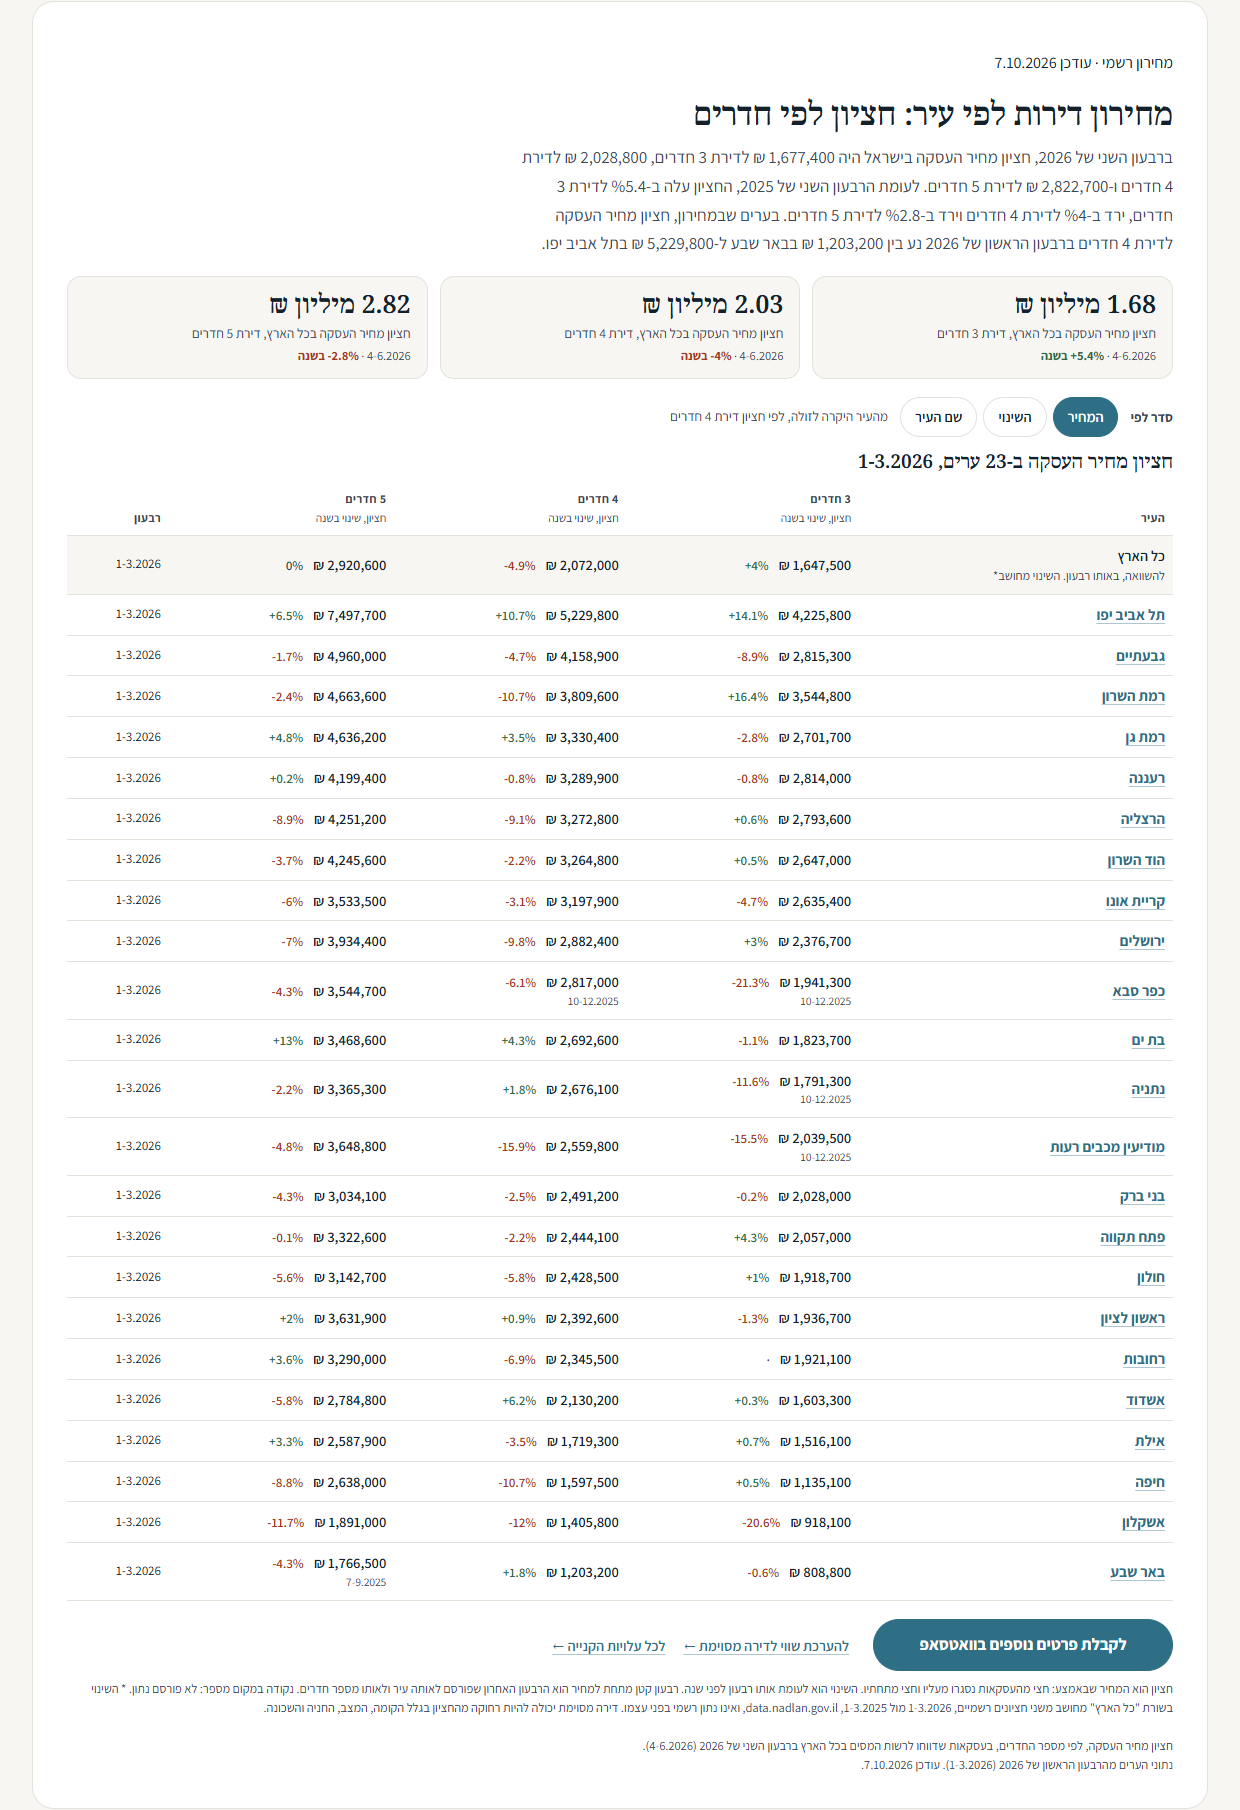 מחירון רשמי · עודכן 7.10.2026
מחירון דירות לפי עיר: חציון לפי חדרים
ברבעון השני של 2026, חציון מחיר העסקה בישראל היה 1,677,400 ₪ לדירת 3 חדרים, 2,028,800 ₪ לדירת
4 חדרים ו-2,822,700 ₪ לדירת 5 חדרים. לעומת הרבעון השני של 2025, החציון עלה ב-5.4% לדירת 3
חדרים, ירד ב-4% לדירת 4 חדרים וירד ב-2.8% לדירת 5 חדרים. בערים שבמחירון, חציון מחיר העסקה
לדירת 4 חדרים ברבעון הראשון של 2026 נע בין 1,203,200 ₪ בבאר שבע ל-5,229,800 ₪ בתל אביב יפו.
1.68 מיליון ₪
חציון מחיר העסקה בכל הארץ, דירת 3 חדרים
4-6.2026 · +5.4% בשנה
2.03 מיליון ₪
חציון מחיר העסקה בכל הארץ, דירת 4 חדרים
4-6.2026 · -4% בשנה
2.82 מיליון ₪
חציון מחיר העסקה בכל הארץ, דירת 5 חדרים
4-6.2026 · -2.8% בשנה
סדר לפי המחיר השינוי שם העיר מהעיר היקרה לזולה, לפי חציון דירת 4 חדרים
חציון מחיר העסקה ב-23 ערים, 1-3.2026
העיר 3 חדרים חציון, שינוי בשנה 4 חדרים חציון, שינוי בשנה 5 חדרים חציון, שינוי בשנה רבעון
כל הארץ 1,647,500 ₪ +4% 2,072,000 ₪ -4.9% 2,920,600 ₪ 0% 1-3.2026
להשוואה, באותו רבעון. השינוי מחושב*
תל אביב יפו 4,225,800 ₪ +14.1% 5,229,800 ₪ +10.7% 7,497,700 ₪ +6.5% 1-3.2026
גבעתיים 2,815,300 ₪ -8.9% 4,158,900 ₪ -4.7% 4,960,000 ₪ -1.7% 1-3.2026
רמת השרון 3,544,800 ₪ +16.4% 3,809,600 ₪ -10.7% 4,663,600 ₪ -2.4% 1-3.2026
רמת גן 2,701,700 ₪ -2.8% 3,330,400 ₪ +3.5% 4,636,200 ₪ +4.8% 1-3.2026
רעננה 2,814,000 ₪ -0.8% 3,289,900 ₪ -0.8% 4,199,400 ₪ +0.2% 1-3.2026
הרצליה 2,793,600 ₪ +0.6% 3,272,800 ₪ -9.1% 4,251,200 ₪ -8.9% 1-3.2026
הוד השרון 2,647,000 ₪ +0.5% 3,264,800 ₪ -2.2% 4,245,600 ₪ -3.7% 1-3.2026
קריית אונו 2,635,400 ₪ -4.7% 3,197,900 ₪ -3.1% 3,533,500 ₪ -6% 1-3.2026
ירושלים 2,376,700 ₪ +3% 2,882,400 ₪ -9.8% 3,934,400 ₪ -7% 1-3.2026
כפר סבא 1,941,300 ₪ -21.3% 2,817,000 ₪ -6.1% 3,544,700 ₪ -4.3% 1-3.2026
10-12.2025 10-12.2025
בת ים 1,823,700 ₪ -1.1% 2,692,600 ₪ +4.3% 3,468,600 ₪ +13% 1-3.2026
נתניה 1,791,300 ₪ -11.6% 2,676,100 ₪ +1.8% 3,365,300 ₪ -2.2% 1-3.2026
10-12.2025
מודיעין מכבים רעות 2,039,500 ₪ -15.5% 2,559,800 ₪ -15.9% 3,648,800 ₪ -4.8% 1-3.2026
10-12.2025
בני ברק 2,028,000 ₪ -0.2% 2,491,200 ₪ -2.5% 3,034,100 ₪ -4.3% 1-3.2026
פתח תקווה 2,057,000 ₪ +4.3% 2,444,100 ₪ -2.2% 3,322,600 ₪ -0.1% 1-3.2026
חולון 1,918,700 ₪ +1% 2,428,500 ₪ -5.8% 3,142,700 ₪ -5.6% 1-3.2026
ראשון לציון 1,936,700 ₪ -1.3% 2,392,600 ₪ +0.9% 3,631,900 ₪ +2% 1-3.2026
רחובות 1,921,100 ₪ · 2,345,500 ₪ -6.9% 3,290,000 ₪ +3.6% 1-3.2026
אשדוד 1,603,300 ₪ +0.3% 2,130,200 ₪ +6.2% 2,784,800 ₪ -5.8% 1-3.2026
אילת 1,516,100 ₪ +0.7% 1,719,300 ₪ -3.5% 2,587,900 ₪ +3.3% 1-3.2026
חיפה 1,135,100 ₪ +0.5% 1,597,500 ₪ -10.7% 2,638,000 ₪ -8.8% 1-3.2026
אשקלון 918,100 ₪ -20.6% 1,405,800 ₪ -12% 1,891,000 ₪ -11.7% 1-3.2026
באר שבע 808,800 ₪ -0.6% 1,203,200 ₪ +1.8% 1,766,500 ₪ -4.3% 1-3.2026
7-9.2025
לקבלת פרטים נוספים בוואטסאפ להערכת שווי לדירה מסוימת ← לכל עלויות הקנייה ←
חציון הוא המחיר שבאמצע: חצי מהעסקאות נסגרו מעליו וחצי מתחתיו. השינוי הוא לעומת אותו רבעון לפני שנה. רבעון קטן מתחת למחיר הוא הרבעון האחרון שפורסם לאותה עיר ולאותו מספר חדרים. נקודה במקום מספר: לא פורסם נתון. * השינוי
בשורת "כל הארץ" מחושב משני חציונים רשמיים, 1-3.2026 מול 1-3.2025, data.nadlan.gov.il, ואינו נתון רשמי בפני עצמו. דירה מסוימת יכולה להיות רחוקה מהחציון בגלל הקומה, המצב, החניה והשכונה.
חציון מחיר העסקה, לפי מספר החדרים, בעסקאות שדווחו לרשות המסים בכל הארץ ברבעון השני של 2026 (4-6.2026).
נתוני הערים מהרבעון הראשון של 2026 (1-3.2026). עודכן 7.10.2026.